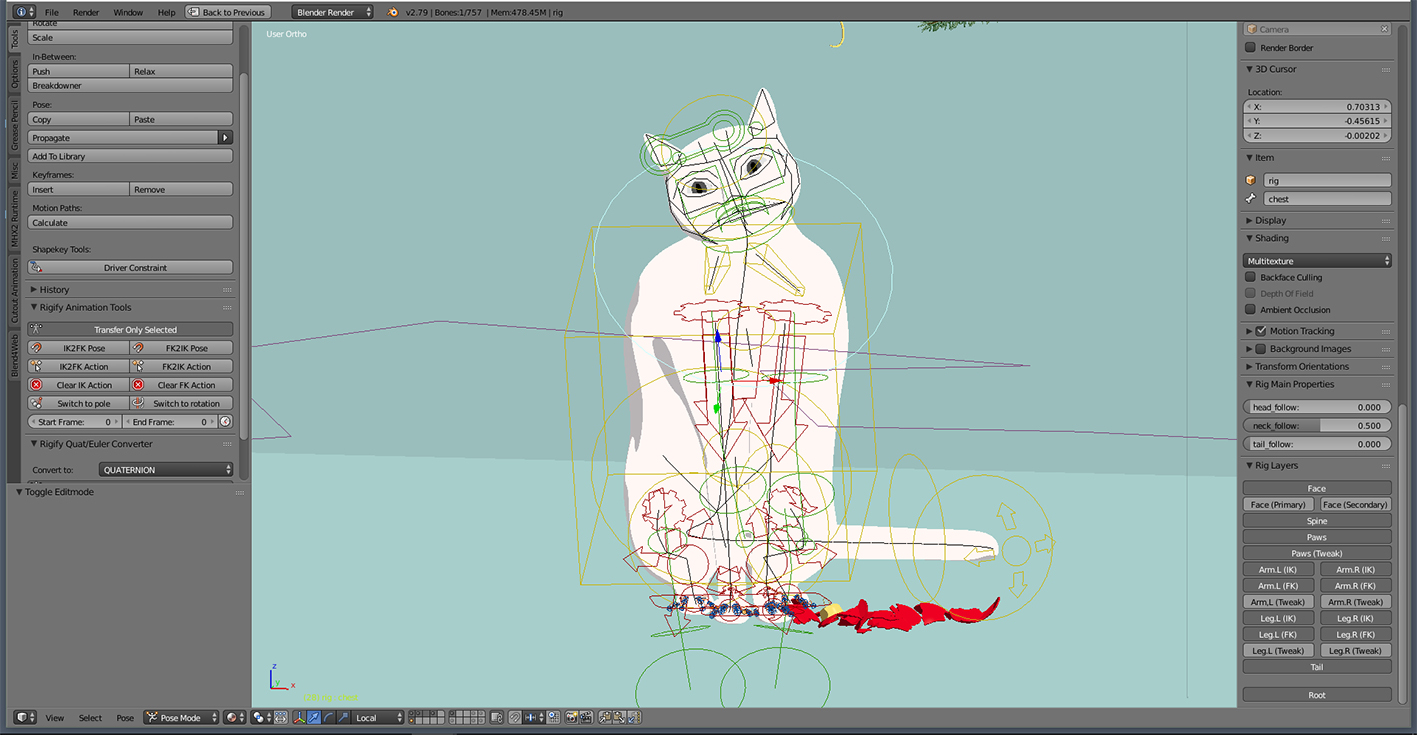 File Render Window Help Back to Previous Blender Render v2.79 | Bones:1/757 | Mem:478.45M | rig
Tools
Options
Grease Pencil
Misc
MHX2 Runtime
Cutout Animation
Blend4Web
Rotate
Scale
In-Between:
Push Relax
Breakdowner
Pose:
Copy Paste
Propagate
Add To Library
Keyframes:
Insert Remove
Motion Paths:
Calculate
Shapekey Tools:
Driver Constraint
History
Rigify Animation Tools
Transfer Only Selected
IK2FK Pose FK2IK Pose
IK2FK Action FK2IK Action
Clear IK Action Clear FK Action
Switch to pole Switch to rotation
Start Frame: 0 End Frame: 0
Rigify Quat/Euler Converter
Convert to: QUATERNION
Toggle Editmode
User Ortho
z
x
Camera
Render Border
3D Cursor
Location:
X: 0.70313
Y: -0.45615
Z: -0.00202
Item
rig
chest
Display
Shading
Multitexture
Backface Culling
Depth Of Field
Ambient Occlusion
Motion Tracking
Background Images
Transform Orientations
Rig Main Properties
head_follow: 0.000
neck_follow: 0.500
tail_follow: 0.000
Rig Layers
Face
Face (Primary) Face (Secondary)
Spine
Paws
Paws (Tweak)
Arm.L (IK) Arm.R (IK)
Arm.L (FK) Arm.R (FK)
Arm.L (Tweak) Arm.R (Tweak)
Leg.L (IK) Leg.R (IK)
Leg.L (FK) Leg.R (FK)
Leg.L (Tweak) Leg.R (Tweak)
Tail
Root
View Select Pose Pose Mode Local